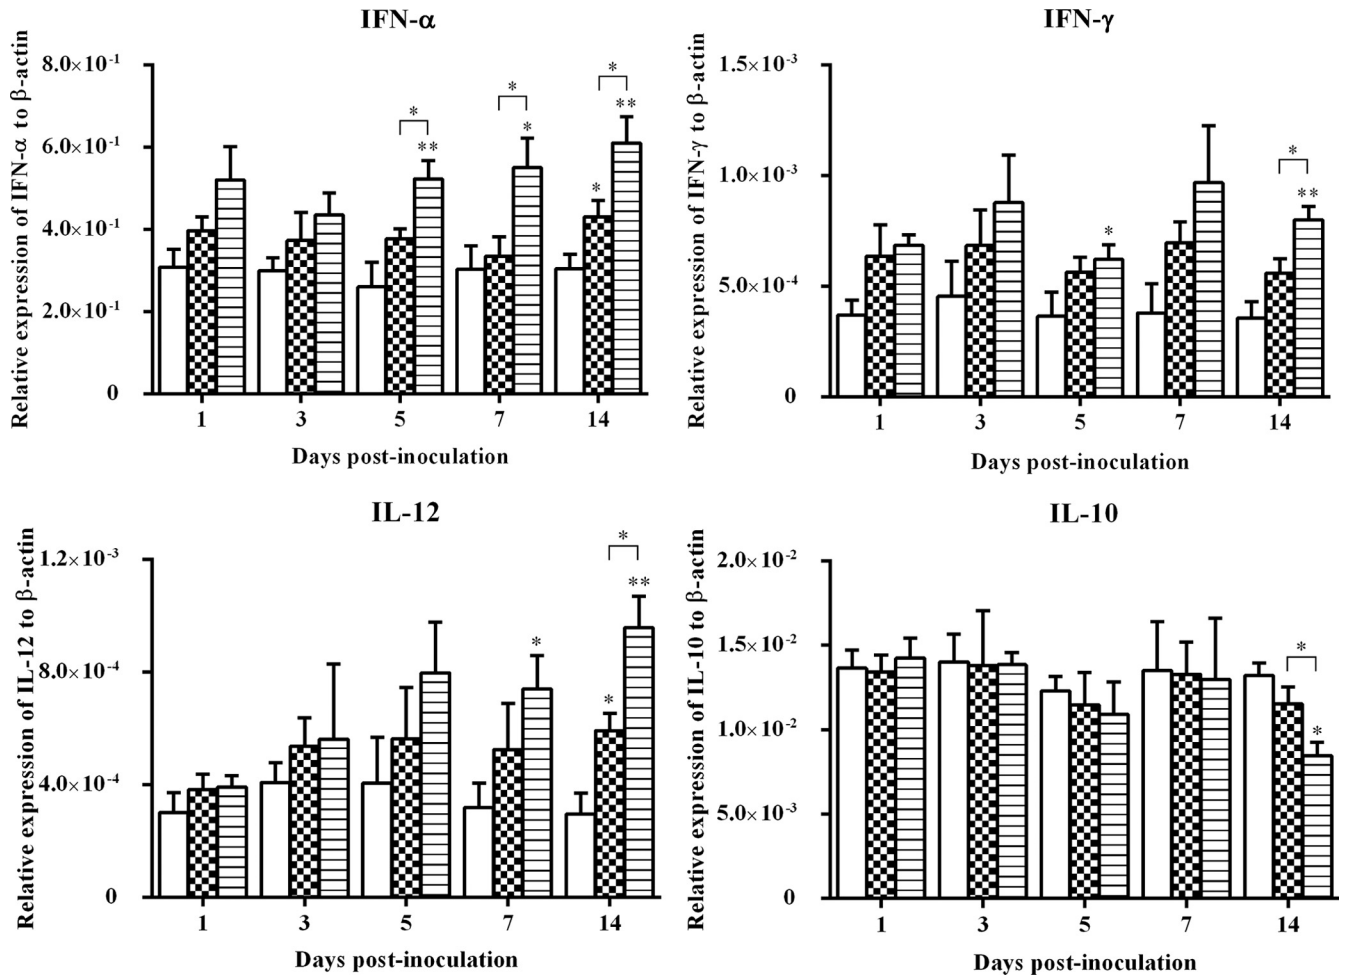 IFN-α
Relative expression of IFN-α to β-actin
8.0×10⁻¹
6.0×10⁻¹
4.0×10⁻¹
2.0×10⁻¹
0
*
**
*
*
*
**
*
1 3 5 7 14
Days post-inoculation
IFN-γ
Relative expression of IFN-γ to β-actin
1.5×10⁻³
1.0×10⁻³
5.0×10⁻⁴
0
*
*
**
1 3 5 7 14
Days post-inoculation
IL-12
Relative expression of IL-12 to β-actin
1.2×10⁻³
8.0×10⁻⁴
4.0×10⁻⁴
0
*
*
**
*
1 3 5 7 14
Days post-inoculation
IL-10
Relative expression of IL-10 to β-actin
2.0×10⁻²
1.5×10⁻²
1.0×10⁻²
5.0×10⁻³
0
*
*
1 3 5 7 14
Days post-inoculation